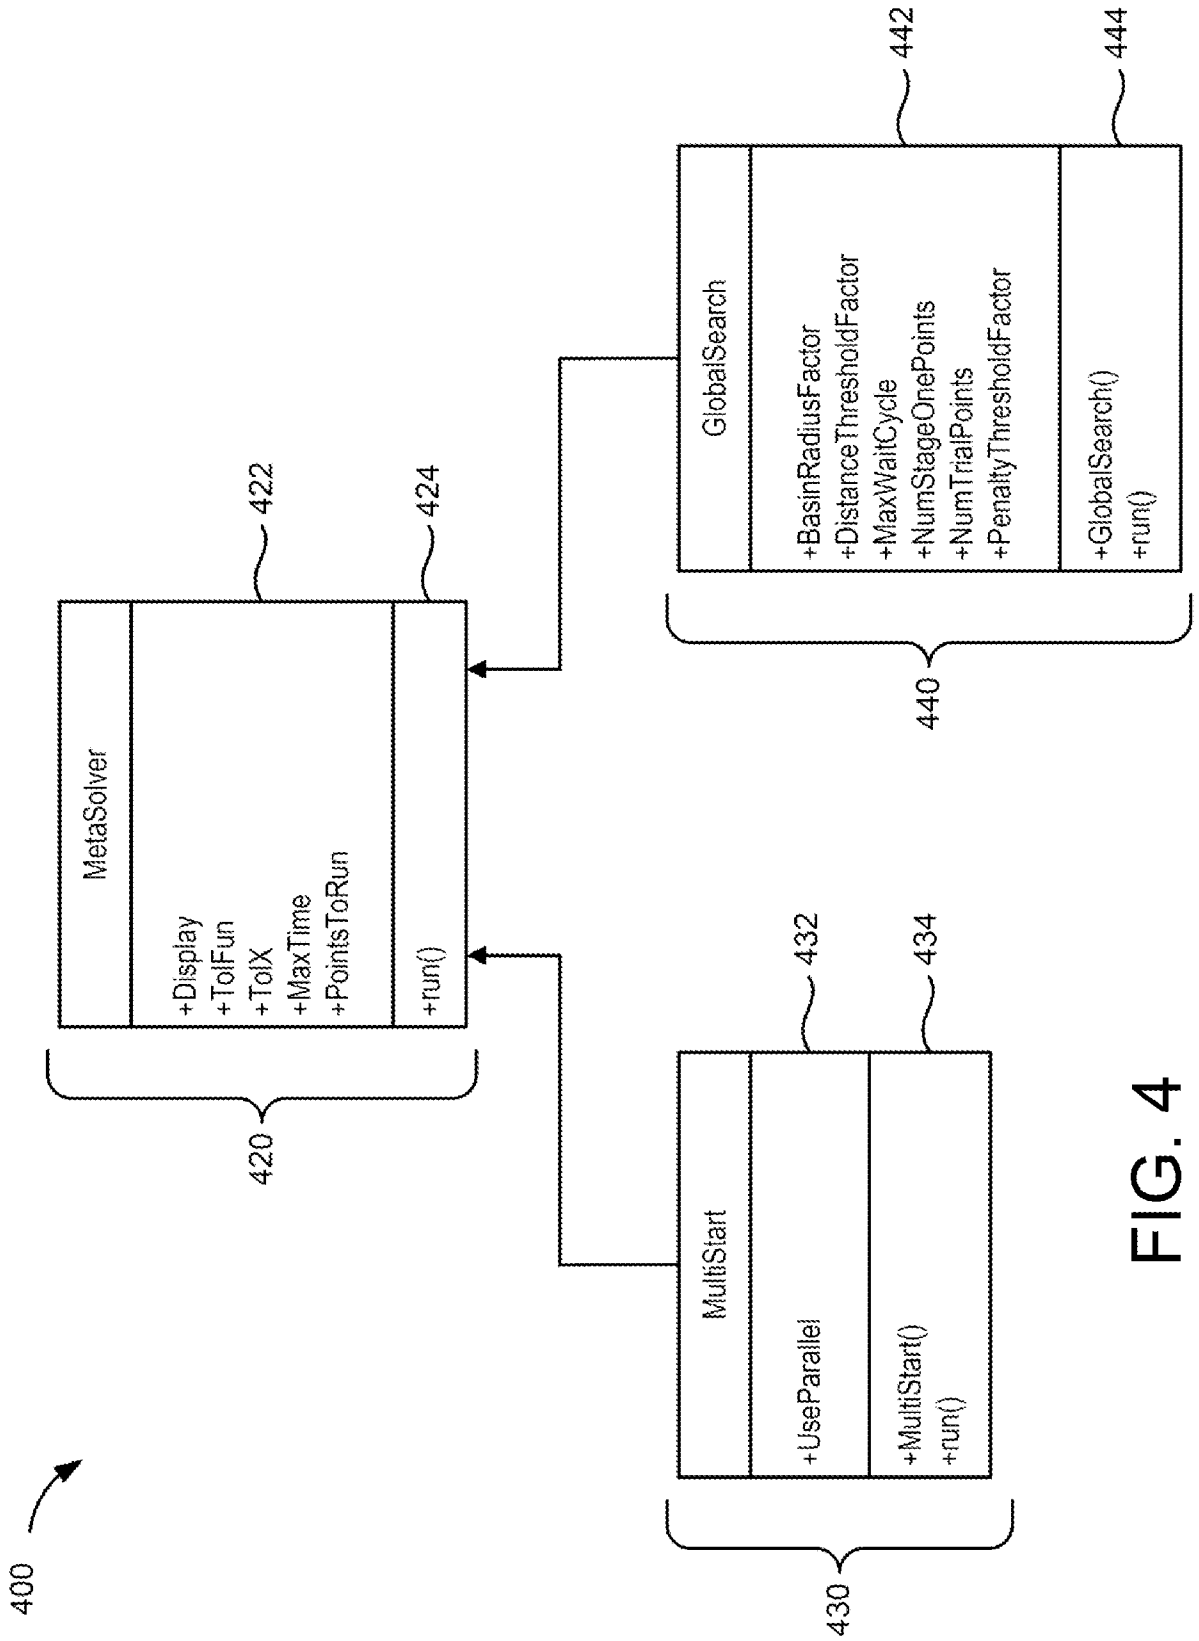 400
420
MetaSolver
+Display
+TolFun
+TolX
+MaxTime
+PointsToRun
422
+run()
424
430
MultiStart
+UseParallel
432
+MultiStart()
+run()
434
440
GlobalSearch
+BasinRadiusFactor
+DistanceThresholdFactor
+MaxWaitCycle
+NumStageOnePoints
+NumTrialPoints
+PenaltyThresholdFactor
442
+GlobalSearch()
+run()
444
FIG. 4